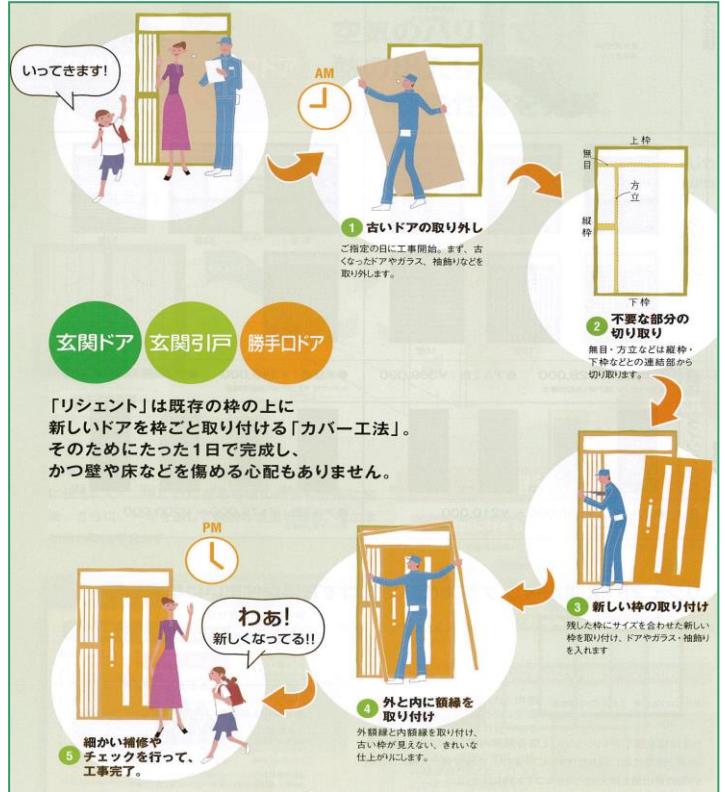 いってきます!
AM
1 古いドアの取り外し
ご指定の日に工事開始。まず、古
くなったドアやガラス、袖飾りなどを
取り外します。
上枠
無目
方立
縦枠
下枠
2 不要な部分の
切り取り
無目・方立などは縦枠・
下枠などとの連結部から
切り取ります。
玄関ドア
玄関引戸
勝手口ドア
「リシェント」は既存の枠の上に
新しいドアを枠ごと取り付ける「カバー工法」。
そのためにたった1日で完成し、
かつ壁や床などを傷める心配もありません。
3 新しい枠の取り付け
残した枠にサイズを合わせた新しい
枠を取り付け、ドアやガラス・袖飾り
を入れます
4 外と内に額縁を
取り付け
外額縁と内額縁を取り付け、
古い枠が見えない、きれいな
仕上がりにします。
PM
わぁ!
新しくなってる!!
5 細かい補修や
チェックを行って、
工事完了。